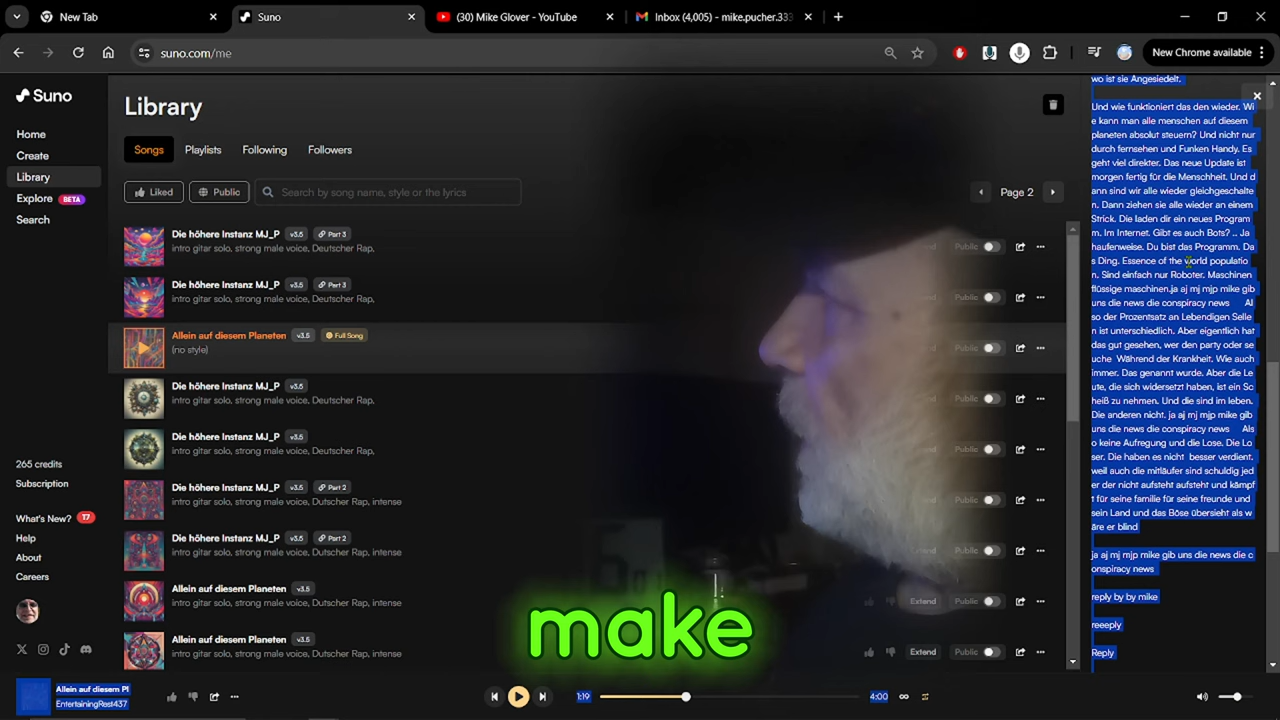 New Tab
Suno
(30) Mike Glover - YouTube
Inbox (4,005) - mike.pucher.333
suno.com/me
New Chrome available
Suno
Home
Create
Library
Explore BETA
Search
265 credits
Subscription
What's New? 17
Help
About
Careers
Library
Songs Playlists Following Followers
Liked Public Search by song name, style or the lyrics Page 2
Die höhere Instanz MJ_P v3.5 Part 3
intro gitar solo, strong male voice, Deutscher Rap,
Public
Die höhere Instanz MJ_P v3.5 Part 3
intro gitar solo, strong male voice, Deutscher Rap,
Public
Allein auf diesem Planeten v3.5 Full Song
(no style)
Public
Die höhere Instanz MJ_P v3.5
intro gitar solo, strong male voice, Deutscher Rap,
Public
Die höhere Instanz MJ_P v3.5
intro gitar solo, strong male voice, Deutscher Rap,
Public
Die höhere Instanz MJ_P v3.5 Part 2
intro gitar solo, strong male voice, Dutscher Rap, intense
Public
Die höhere Instanz MJ_P v3.5 Part 2
intro gitar solo, strong male voice, Dutscher Rap, intense
Public
Allein auf diesem Planeten v3.5
intro gitar solo, strong male voice, Deutscher Rap,
Extend Public
Allein auf diesem Planeten v3.5
intro gitar solo, strong male voice, Deutscher Rap,
Extend Public
wo ist sie Angesiedelt.
Und wie funktioniert das den wieder. Wi
e kann man alle menschen auf diesem
planeten absolut steuern? Und nicht nur
durch fernsehen und Funken Handy. Es
geht viel direkter. Das neue Update ist
morgen fertig für die Menschheit. Und d
ann sind wir alle wieder gleichgeschalte
n. Dann ziehen sie alle wieder an einem
Strick. Die laden dir ein neues Program
m. Im Internet. Gibt es auch Bots? .. Ja
haufenweise. Du bist das Programm. Da
s Ding. Essence of the world populatio
n. Sind einfach nur Roboter. Maschinen
flüssige maschinen.ja aj mj mjp mike gib
uns die news die conspiracy news Al
so der Prozentsatz an Lebendigen Selle
n ist unterschiedlich. Aber eigentlich hat
das gut gesehen, wer den party oder se
uche Während der Krankheit. Wie auch
immer. Das genannt wurde. Aber die Le
ute, die sich widersetzt haben, ist ein Sc
heiß zu nehmen. Und die sind im leben.
Die anderen nicht. ja aj mj mjp mike gib
uns die news die conspiracy news Als
o keine Aufregung und die Lose. Die Lo
ser. Die haben es nicht besser verdient.
weil auch die mitläufer sind schuldig jed
er der nicht aufsteht aufsteht und kämpf
t für seine familie für seine freunde und
sein Land und das Böse übersieht als w
äre er blind
ja aj mj mjp mike gib uns die news die c
onspiracy news
reply by by mike
reeeply
Reply
make
Allein auf diesem Pl
EntertainingRest437
1:19
4:00